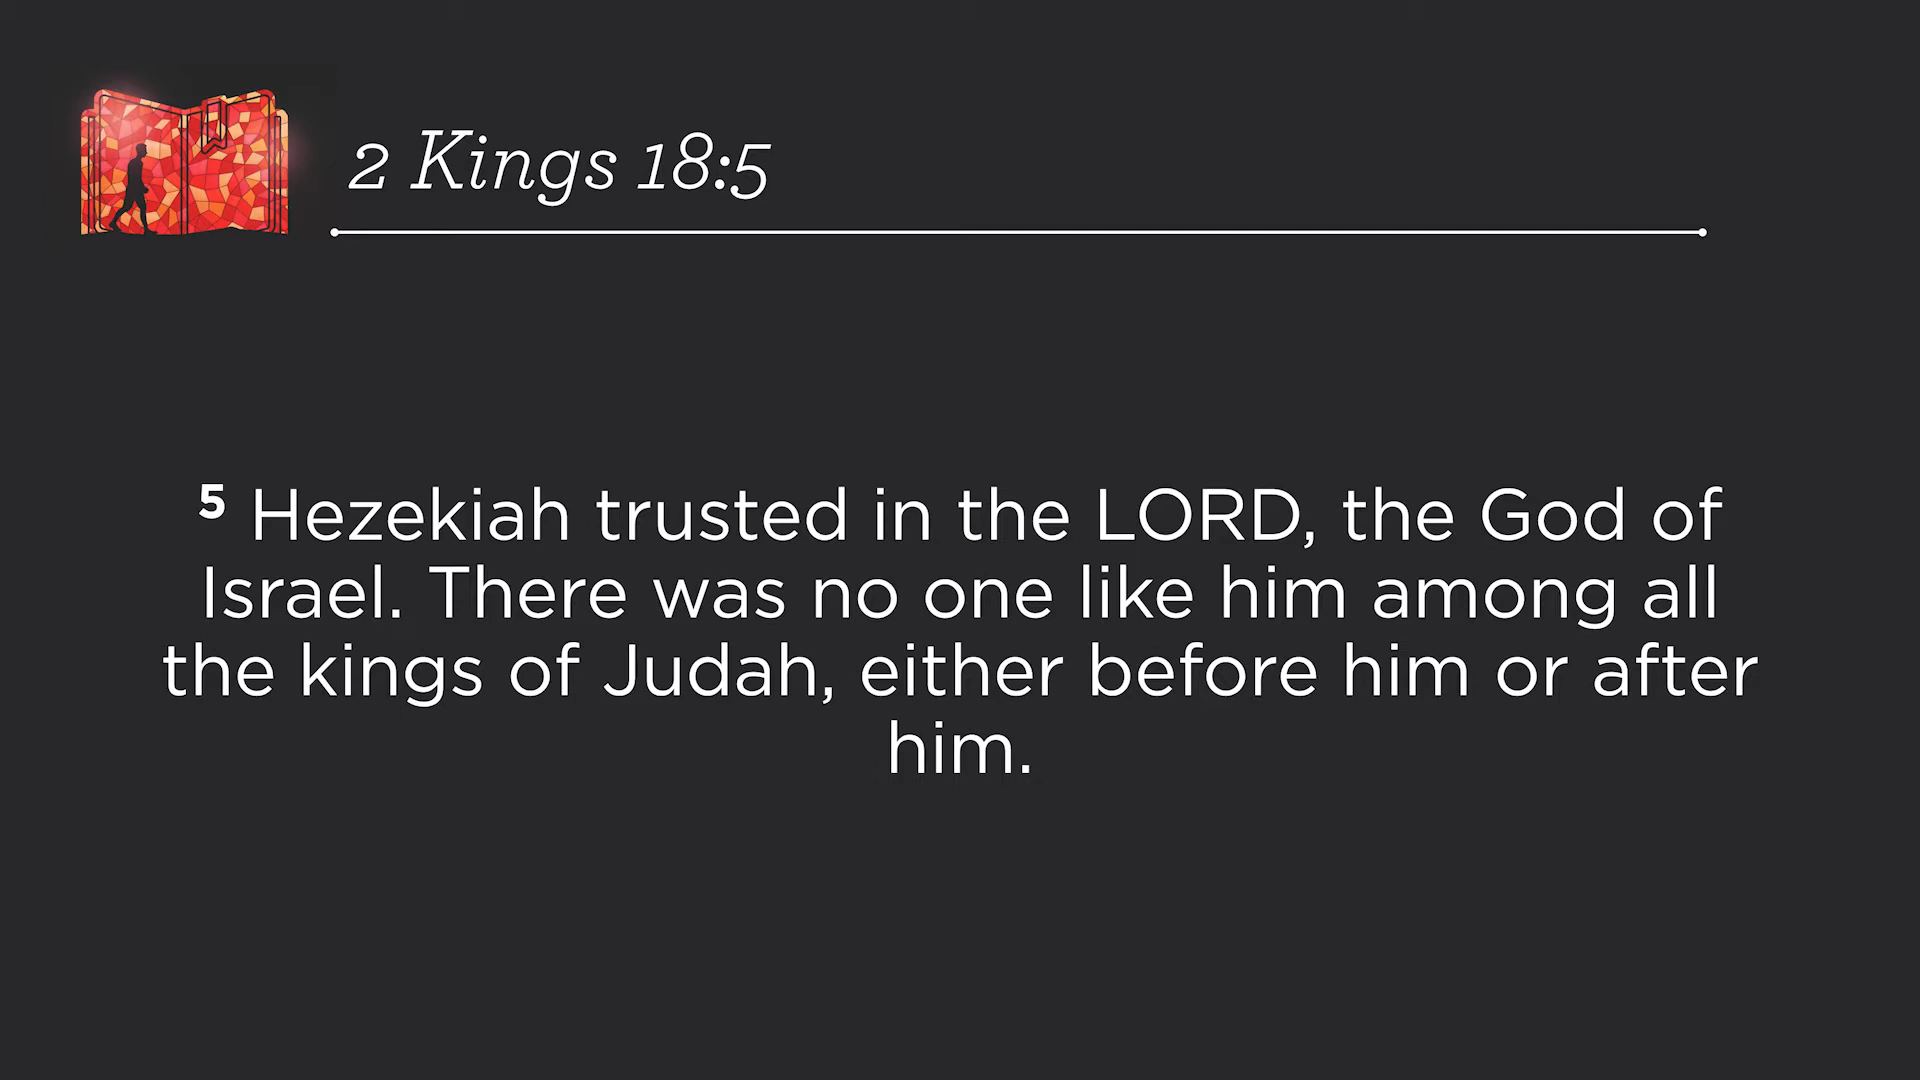 2 Kings 18:5
5 Hezekiah trusted in the LORD, the God of
Israel. There was no one like him among all
the kings of Judah, either before him or after
him.